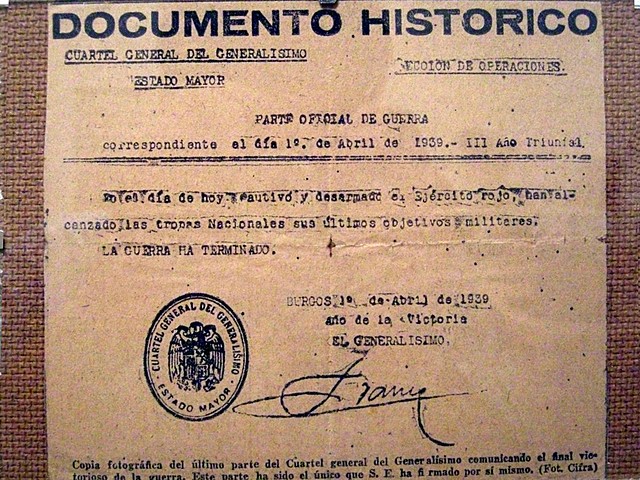 DOCUMENTO HISTORICO
CUARTEL GENERAL DEL GENERALISIMO
ESTADO MAYOR
SECCION DE OPERACIONES.
PARTE OFICIAL DE GUERRA
correspondiente al día 1º. de Abril de 1939.- III Año Triunfal.
En el día de hoy, cautivo y desarmado el Ejército rojo, han al-
canzado las tropas Nacionales sus últimos objetivos militares.
LA GUERRA HA TERMINADO.
BURGOS 1º de Abril de 1939
año de la Victoria
EL GENERALISIMO,
Franco
CUARTEL GENERAL DEL GENERALÍSIMO
ESTADO MAYOR
Copia fotográfica del último parte del Cuartel general del Generalísimo comunicando el final vic-
torioso de la guerra. Este parte ha sido el único que S. E. ha firmado por sí mismo. (Fot. Cifra)